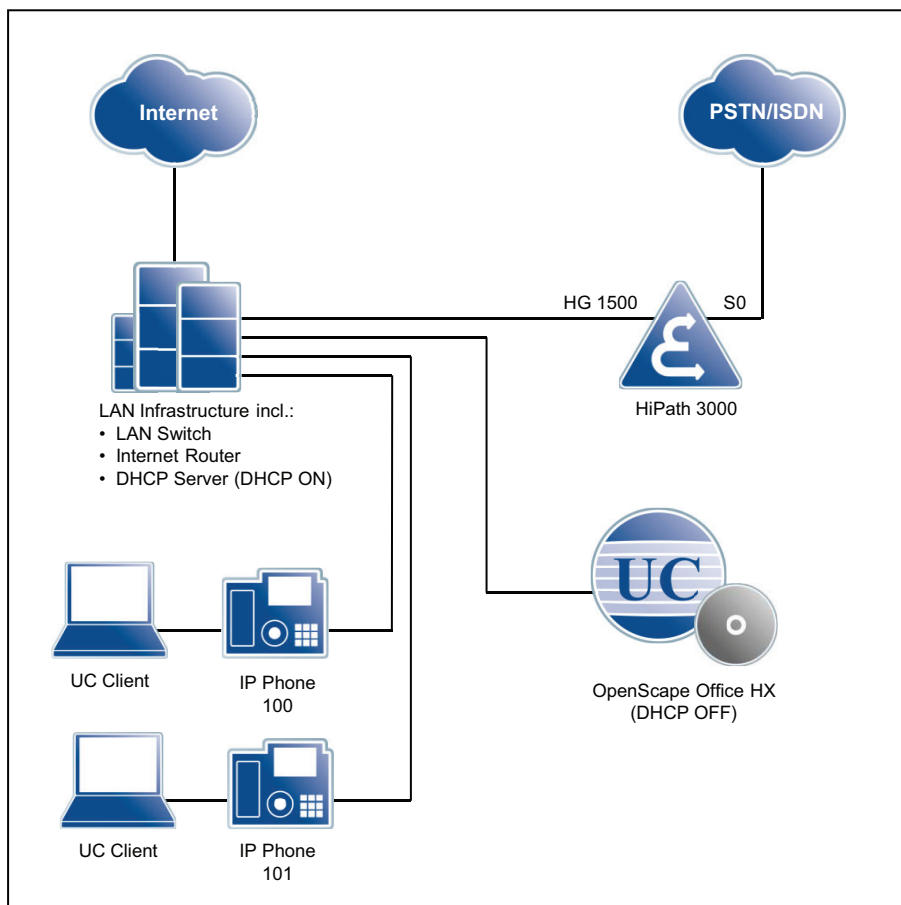 Internet
PSTN/ISDN
HG 1500
S0
HiPath 3000
LAN Infrastructure incl.:
• LAN Switch
• Internet Router
• DHCP Server (DHCP ON)
UC
UC Client
IP Phone
100
OpenScape Office HX
(DHCP OFF)
UC Client
IP Phone
101